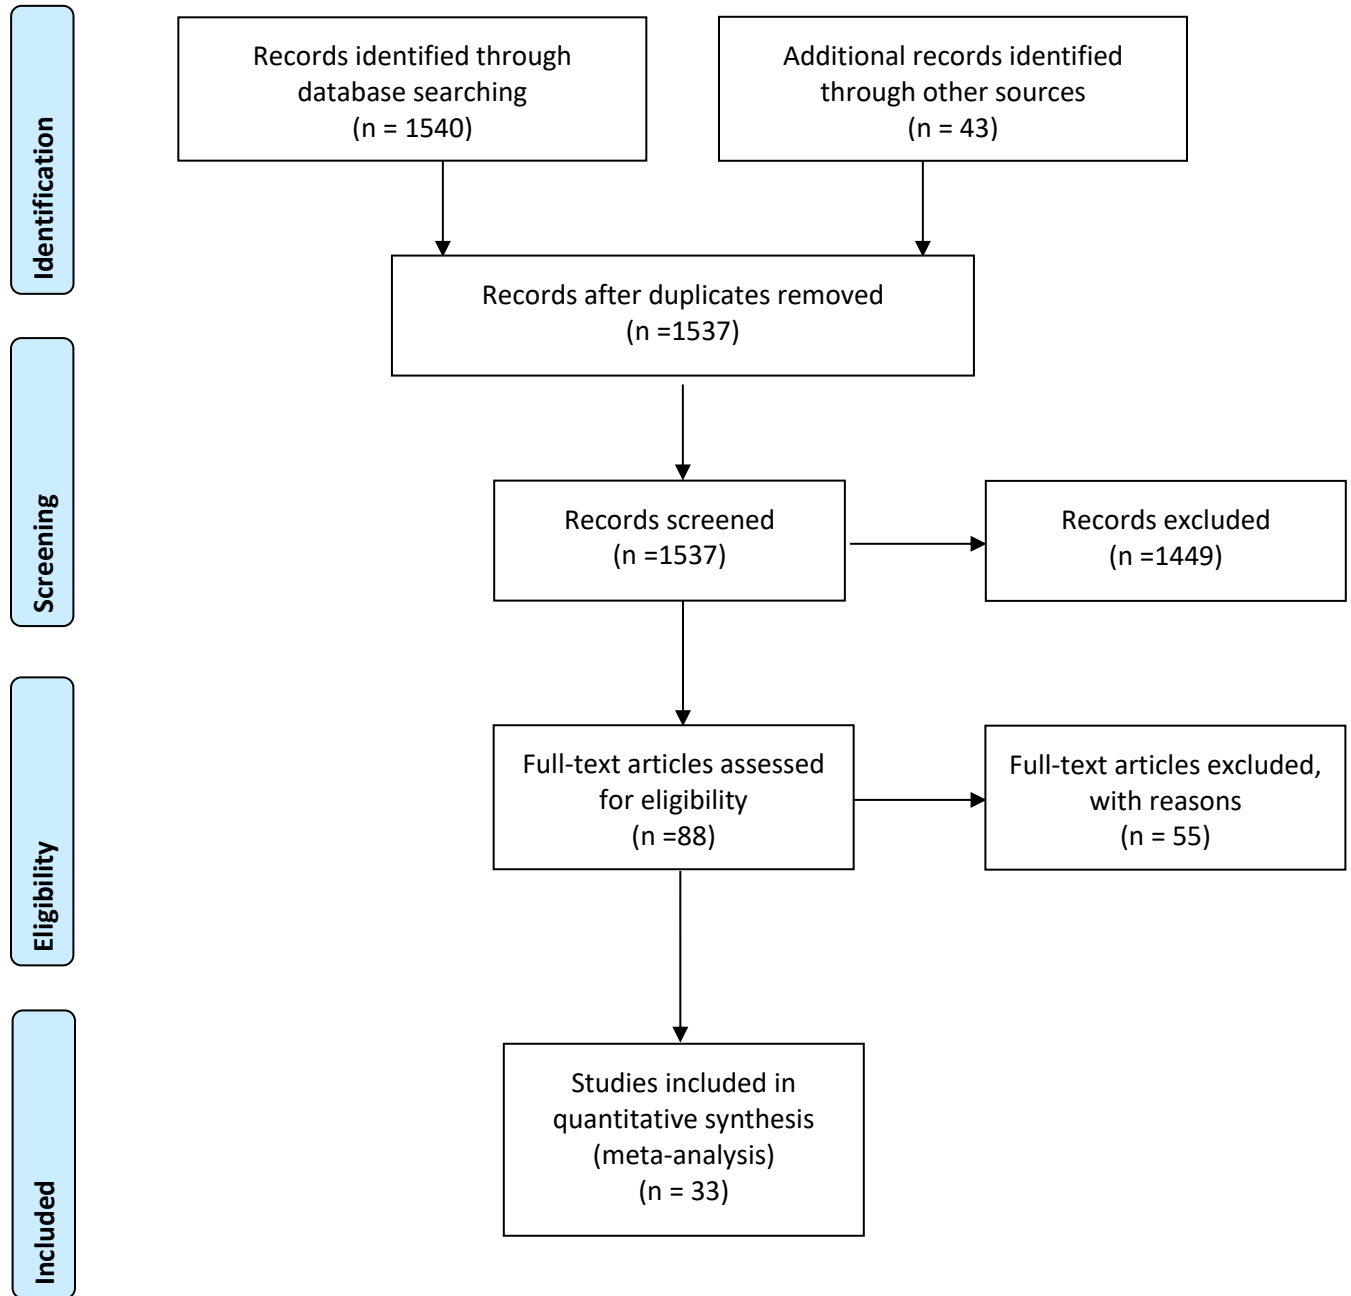 Identification
Records identified through
database searching
(n = 1540)
Additional records identified
through other sources
(n = 43)
Records after duplicates removed
(n =1537)
Screening
Records screened
(n =1537)
Records excluded
(n =1449)
Eligibility
Full-text articles assessed
for eligibility
(n =88)
Full-text articles excluded,
with reasons
(n = 55)
Included
Studies included in
quantitative synthesis
(meta-analysis)
(n = 33)